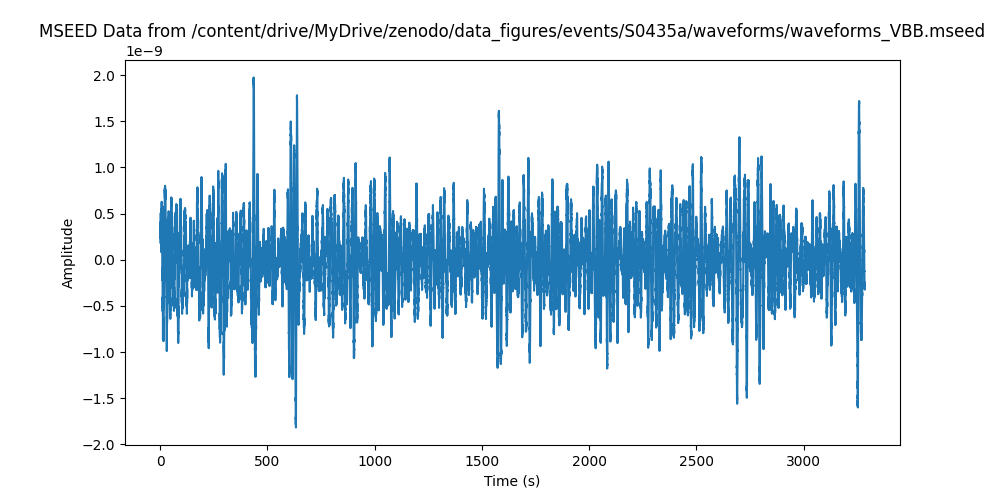 MSEED Data from /content/drive/MyDrive/zenodo/data_figures/events/S0435a/waveforms/waveforms_VBB.mseed
1e−9
2.0
1.5
1.0
0.5
0.0
−0.5
−1.0
−1.5
−2.0
Amplitude
0 500 1000 1500 2000 2500 3000
Time (s)